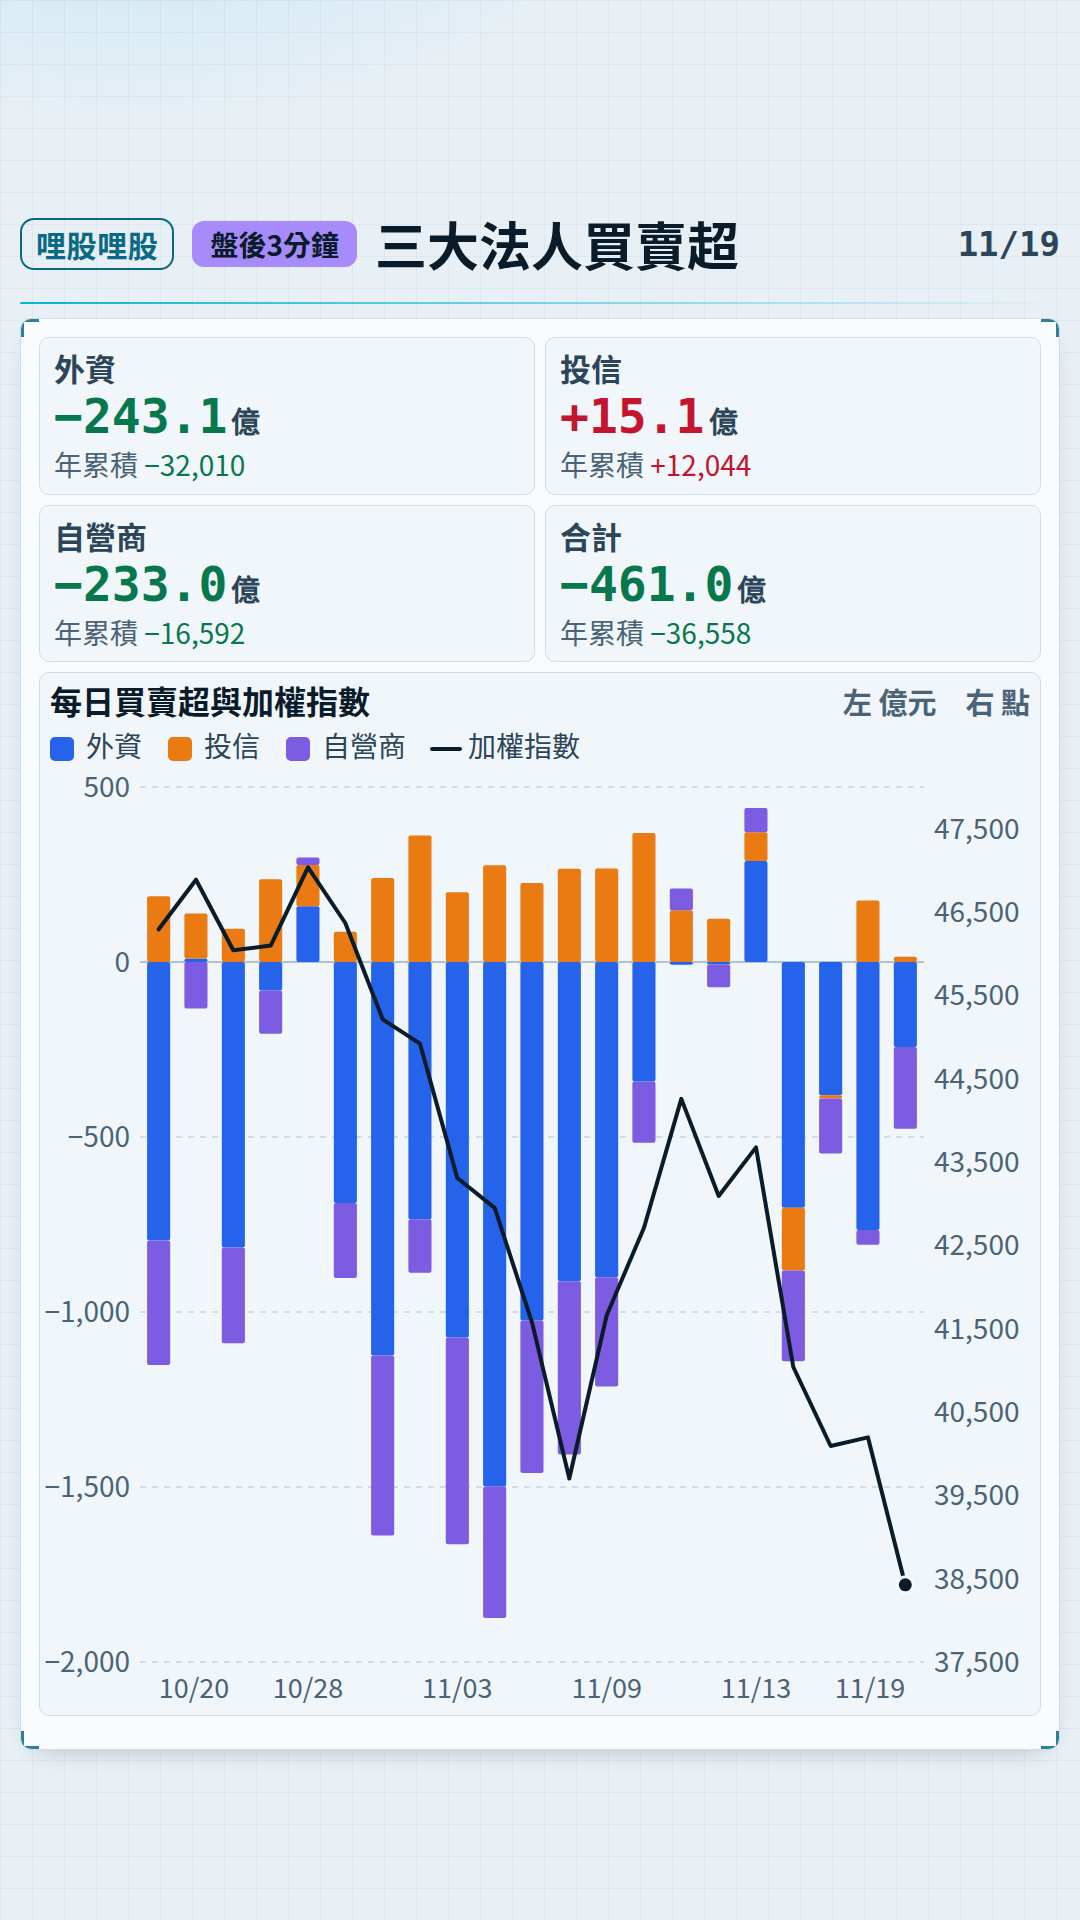 哩股哩股 盤後3分鐘 三大法人買賣超 11/19
外資
−243.1億
年累積 −32,010
投信
+15.1億
年累積 +12,044
自營商
−233.0億
年累積 −16,592
合計
−461.0億
年累積 −36,558
每日買賣超與加權指數 左 億元 右 點
外資 投信 自營商 加權指數
500
0
−500
−1,000
−1,500
−2,000
47,500
46,500
45,500
44,500
43,500
42,500
41,500
40,500
39,500
38,500
37,500
10/20 10/28 11/03 11/09 11/13 11/19